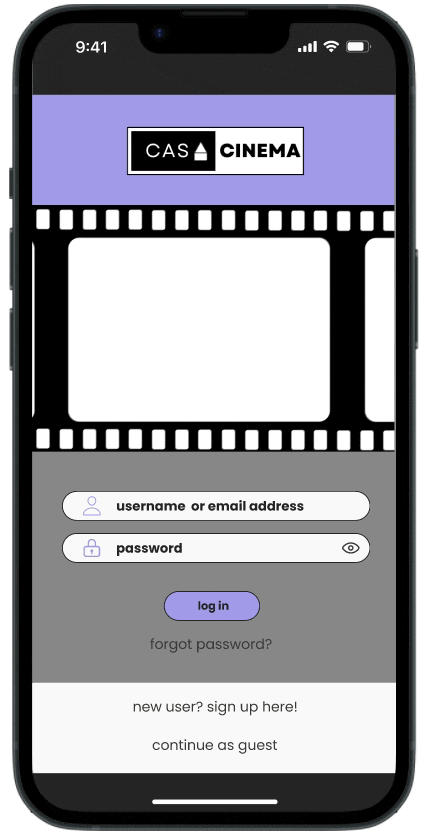 9:41
CAS CINEMA
username or email address
password
log in
forgot password?
new user? sign up here!
continue as guest